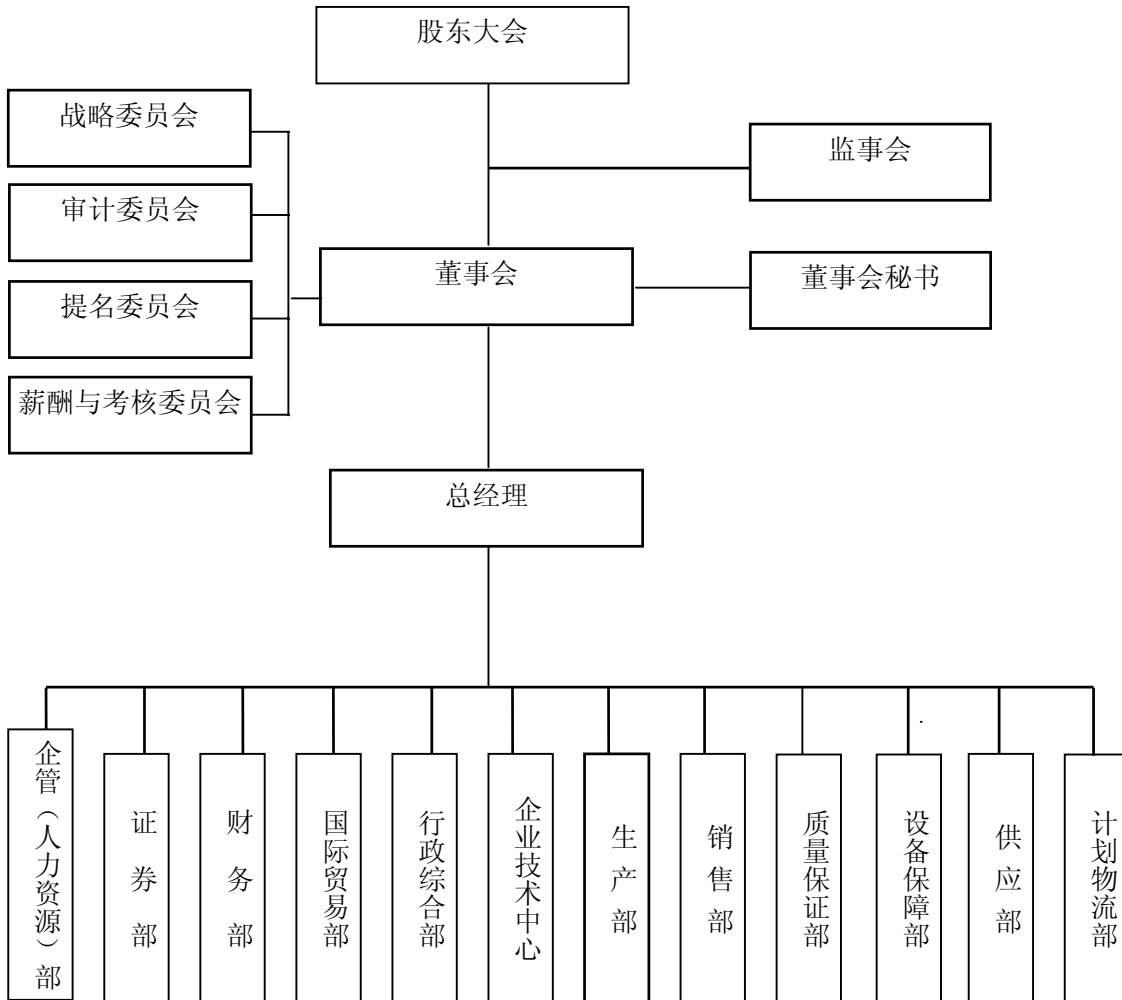 股东大会
战略委员会
监事会
审计委员会
董事会
董事会秘书
提名委员会
薪酬与考核委员会
总经理
企管（人力资源）部
证券部
财务部
国际贸易部
行政综合部
企业技术中心
生产部
销售部
质量保证部
设备保障部
供应部
计划物流部